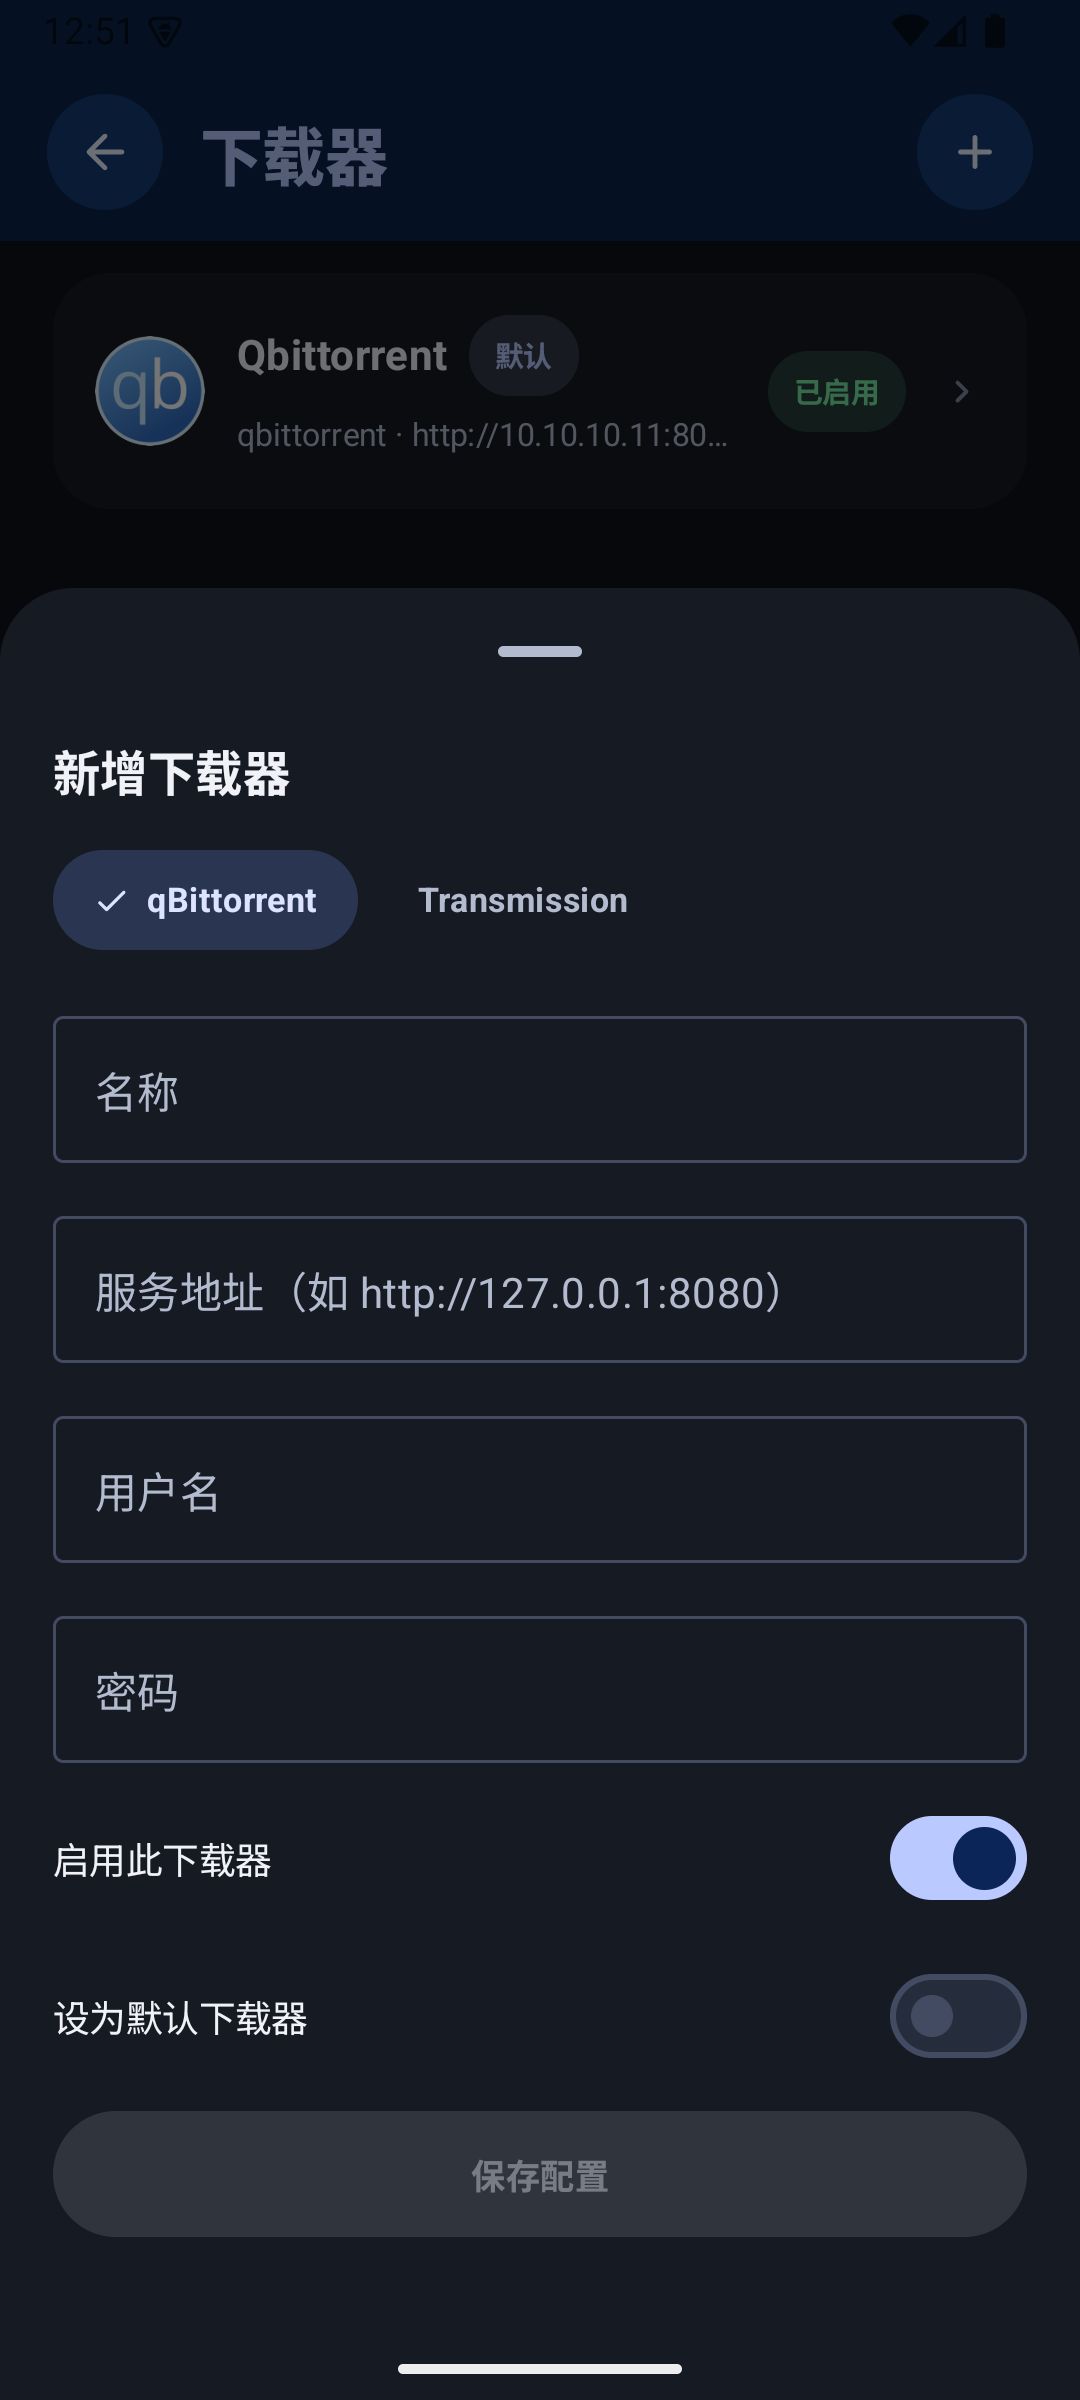 12:51
下载器
qb
Qbittorrent 默认
已启用
qbittorrent · http://10.10.10.11:80...
新增下载器
qBittorrent
Transmission
名称
服务地址（如 http://127.0.0.1:8080）
用户名
密码
启用此下载器
设为默认下载器
保存配置